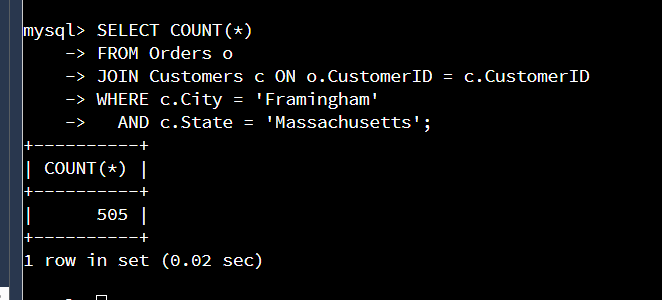 mysql> SELECT COUNT(*)
    -> FROM Orders o
    -> JOIN Customers c ON o.CustomerID = c.CustomerID
    -> WHERE c.City = 'Framingham'
    ->   AND c.State = 'Massachusetts';
+----------+
| COUNT(*) |
+----------+
|      505 |
+----------+
1 row in set (0.02 sec)